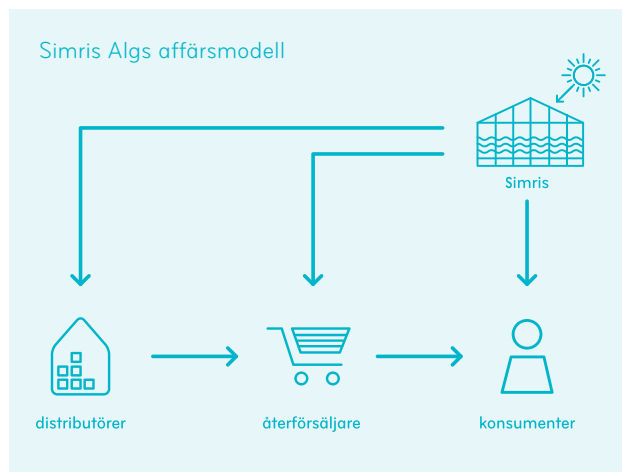 Simris Algs affärsmodell
Simris
distributörer
återförsäljare
konsumenter